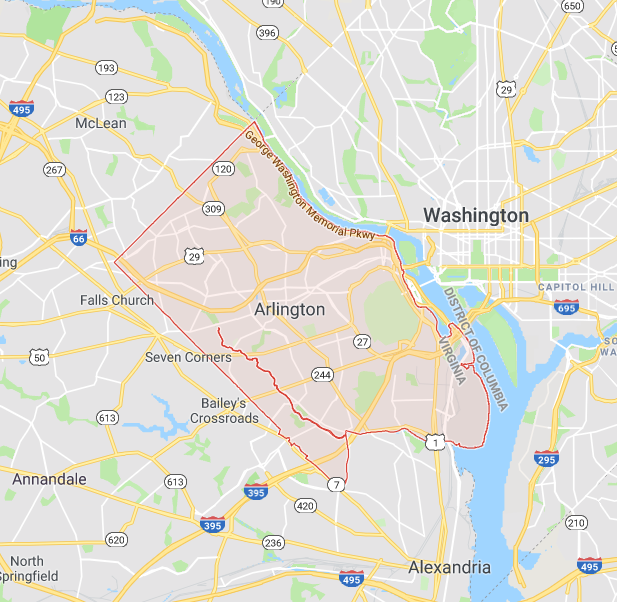 190
650
396
193
29
123
495
McLean
George Washington Memorial Pkwy
267
120
309
Washington
66
29
ing
CAPITOL HILL
Falls Church
Arlington
DISTRICT OF COLUMBIA
695
VIRGINIA
27
SO
WA
50
Seven Corners
244
Bailey's
Crossroads
613
1
295
Annandale
613
7
395
420
395
210
620
236
North
Springfield
Alexandria
495
495